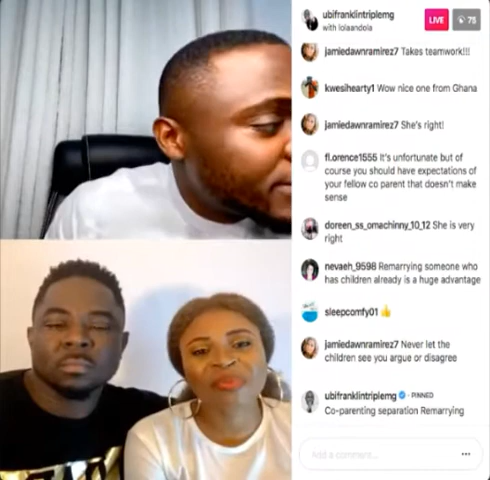 ubifranklintriplemg
LIVE
75
with lolaandola
jamiedawnramirez7 Takes teamwork!!!
kwesihearty1 Wow nice one from Ghana
jamiedawnramirez7 She's right!
fl.orence1555 It's unfortunate but of
course you should have expectations of
your fellow co parent that doesn't make
sense
doreen_ss_omachinny_10_12 She is very
right
nevaeh_9598 Remarrying someone who
has children already is a huge advantage
sleepcomfy01 👍
jamiedawnramirez7 Never let the
children see you argue or disagree
ubifranklintriplemg • PINNED
Co-parenting separation Remarrying
Add a comment...